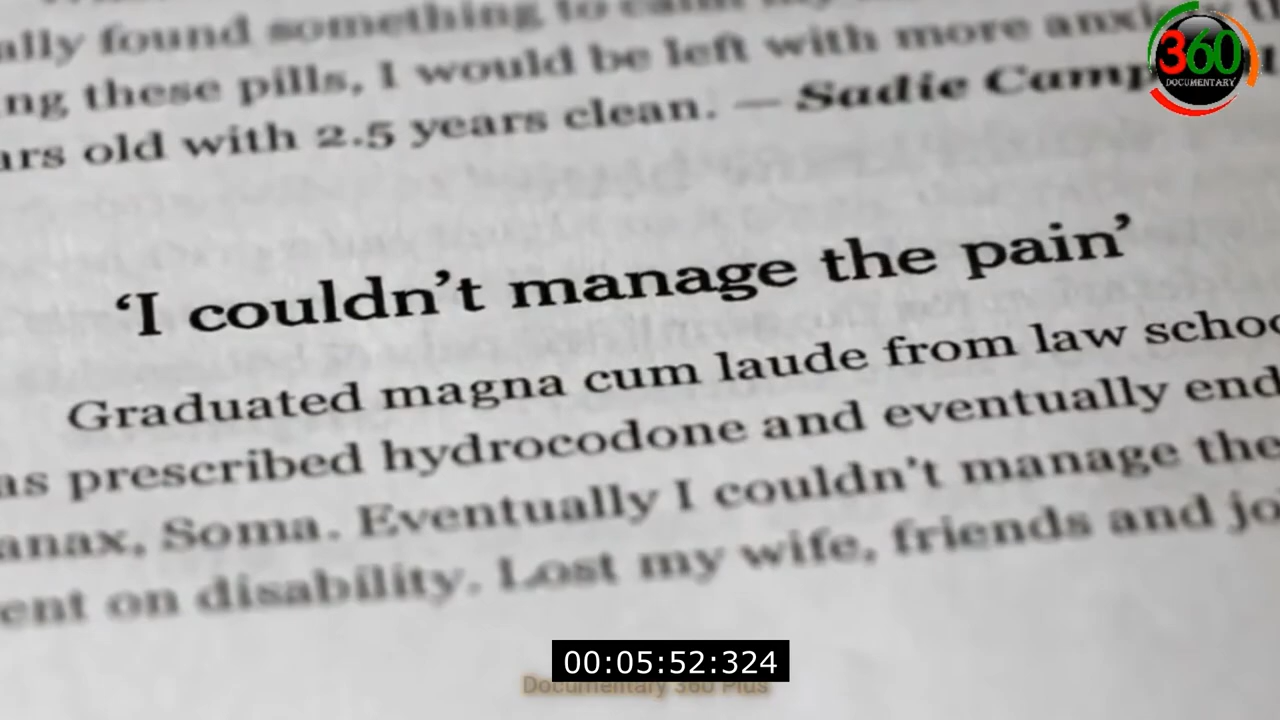 ally found something to calm my
ng these pills, I would be left with more anxie
360
DOCUMENTARY
ars old with 2.5 years clean. — Sadie Camp
‘I couldn’t manage the pain’
Graduated magna cum laude from law schoo
as prescribed hydrocodone and eventually end
anax, Soma. Eventually I couldn’t manage the
ent on disability. Lost my wife, friends and jo
00:05:52:324
Documentary 360 Plus